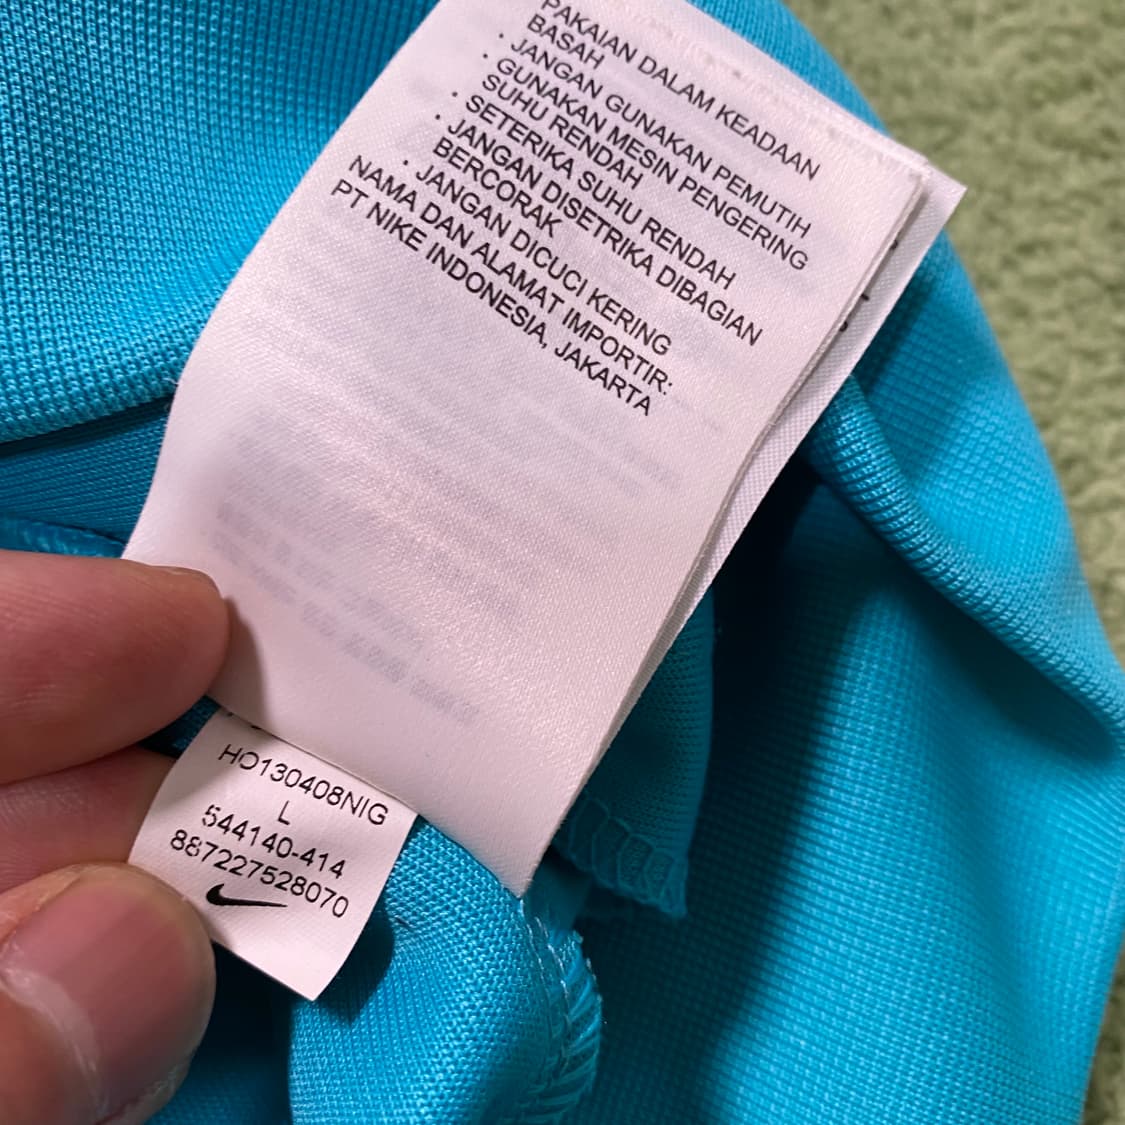 PAKAIAN DALAM KEADAAN
BASAH
· JANGAN GUNAKAN PEMUTIH
· GUNAKAN MESIN PENGERING
SUHU RENDAH
· SETERIKA SUHU RENDAH
· JANGAN DISETRIKA DIBAGIAN
BERCORAK
· JANGAN DICUCI KERING
NAMA DAN ALAMAT IMPORTIR:
PT NIKE INDONESIA, JAKARTA
HO130408NIG
L
544140-414
887227528070